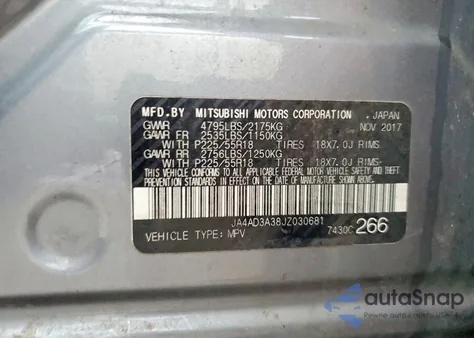 MFD.BY MITSUBISHI MOTORS CORPORATION JAPAN
GVWR 4795LBS/2175KG NOV 2017
GAWR FR 2535LBS/1150KG
WITH P225/55R18 TIRES 18X7.0J RIMS.
GAWR RR 2756LBS/1250KG
WITH P225/55R18 TIRES 18X7.0J RIMS.
THIS VEHICLE CONFORMS TO ALL APPLICABLE FEDERAL MOTOR VEHICLE SAFETY AND THEFT PREVENTION STANDARDS IN EFFECT ON THE DATE OF MANUFACTURE SHOWN ABOVE.
JA4AD3A38JZ030681
VEHICLE TYPE: MPV 7430C 266
autoSnap